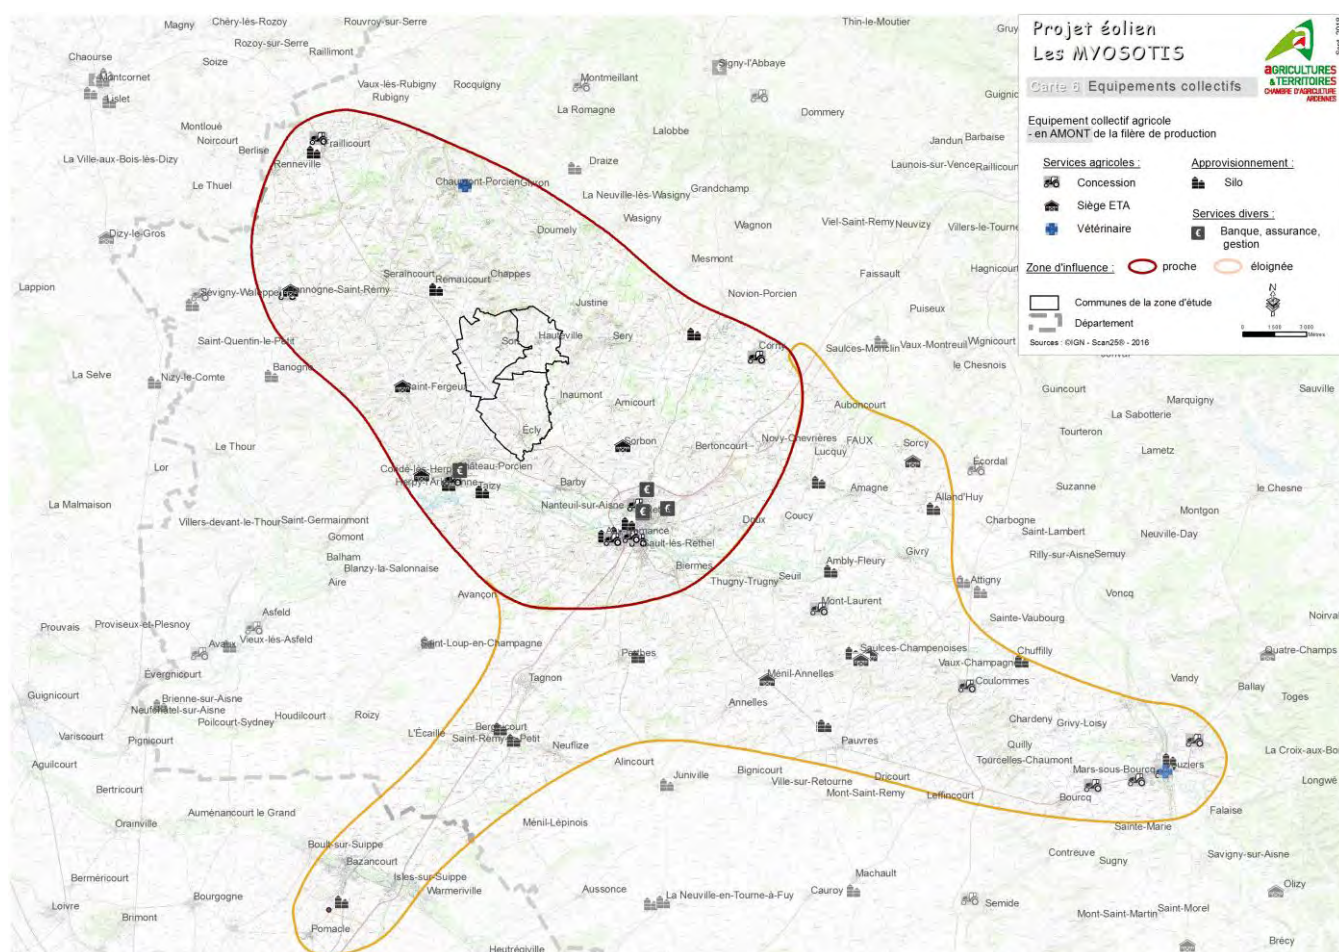 Projet éolien
Les MYOSOTIS
AGRICULTURES
& TERRITOIRES
CHAMBRE D'AGRICULTURE
ARDENNES
Carte 6 Equipements collectifs
Equipement collectif agricole
- en AMONT de la filère de production
Services agricoles :
Concession
Siège ETA
Vétérinaire
Approvisionnement :
Silo
Services divers :
Banque, assurance,
gestion
Zone d'influence : proche éloignée
Communes de la zone d'étude
Département
N
0 1 500 3 000
Mètres
Sources : ©IGN - Scan25® - 2016
Magny
Chéry-lès-Rozoy
Rouvroy-sur-Serre
Thin-le-Moutier
Rozoy-sur-Serre
Raillimont
Chaourse
Soize
Montcornet
Lislet
Vaux-lès-Rubigny
Rubigny
Rocquigny
Montmeillant
Signy-l'Abbaye
La Romagne
Dommery
Montloué
Noircourt
Berlise
Lalobbe
Jandun
Barbaise
La Ville-aux-Bois-lès-Dizy
Renneville
Draize
Launois-sur-Vence
Raillicourt
Le Thuel
Chaumont-Porcien
Givron
La Neuville-lès-Wasigny
Grandchamp
Wasigny
Wagnon
Viel-Saint-Remy
Neuvizy
Villers-le-Tourne
Dizy-le-Gros
Doumely
Mesmont
Faissault
Hagnicourt
Lappion
Seraincourt
Remaucourt
Chappes
Novion-Porcien
Puiseux
Justine
Saint-Quentin-le-Petit
Hauteville
Sery
Corny
Saulces-Monclin
Vaux-Montreuil
Wignicourt
le Chesnois
La Selve
Nizy-le-Comte
Banogne
Saint-Fergeux
Inaumont
Amicourt
Auboncourt
Guincourt
Marquigny
Sauville
La Sabotterie
Écly
Tourteron
Le Thour
Lor
Sorbon
Bertoncourt
Novy-Chevrières
FAUX
Sorcy
Lametz
Lucquy
Écordal
Château-Porcien
Taizy
Barby
Amagne
Suzanne
le Chesne
La Malmaison
Nanteuil-sur-Aisne
Alland'Huy
Montgon
Villers-devant-le-Thour
Saint-Germainmont
Doux
Coucy
Charbogne
Saint-Lambert
Neuville-Day
Gomont
Balham
Blanzy-la-Salonnaise
Aire
Biermes
Thugny-Trugny
Seuil
Ambly-Fleury
Givry
Rilly-sur-Aisne
Semuy
Attigny
Avançon
Mont-Laurent
Voncq
Asfeld
Sainte-Vaubourg
Noirval
Prouvais
Proviseux-et-Plesnoy
Vieux-lès-Asfeld
Avaux
Saint-Loup-en-Champagne
Perthes
Saulces-Champenoises
Chuffilly
Quatre-Champs
Évergnicourt
Vaux-Champagne
Guignicourt
Brienne-sur-Aisne
Neufchâtel-sur-Aisne
Tagnon
Ménil-Annelles
Coulommes
Vandy
Ballay
Toges
Poilcourt-Sydney
Houdilcourt
Roizy
Annelles
Chardeny
Grivy-Loisy
Variscourt
Pignicourt
L'Écaille
Bergnicourt
Saint-Remy-le-Petit
Neuflize
Pauvres
Quilly
Tourcelles-Chaumont
La Croix-aux-Bois
Aguilcourt
Alincourt
Juniville
Bignicourt
Ville-sur-Retourne
Dricourt
Mars-sous-Bourcq
Longwé
Bertricourt
Mont-Saint-Remy
Leffincourt
Bourcq
Falaise
Auménancourt le Grand
Orainville
Ménil-Lépinois
Sainte-Marie
Boult-sur-Suippe
Bazancourt
Contreuve
Sugny
Savigny-sur-Aisne
Berméricourt
Isles-sur-Suippe
Warmeriville
Machault
Loivre
Bourgogne
Aussonce
La Neuville-en-Tourne-à-Fuy
Cauroy
Semide
Olizy
Brimont
Pomacle
Mont-Saint-Martin
Saint-Morel
Heutrégiville
Brécy